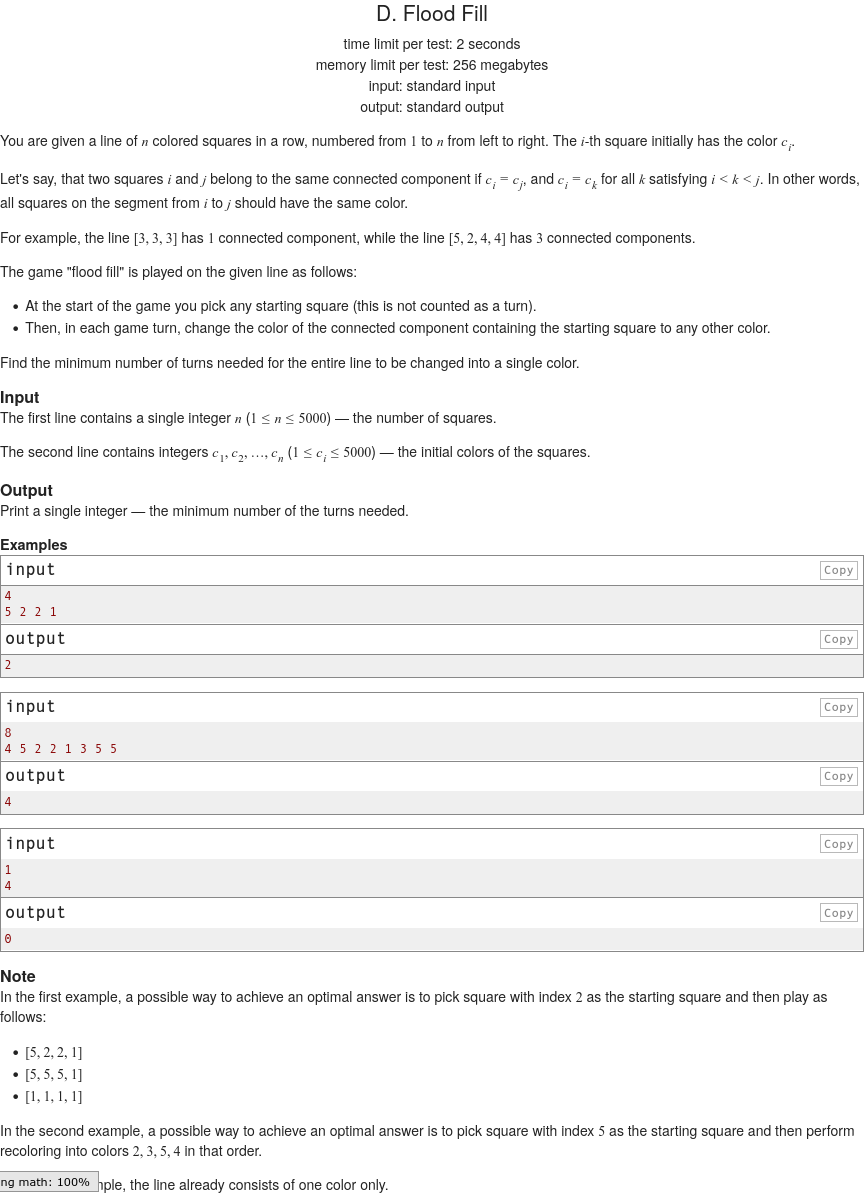 D. Flood Fill
time limit per test: 2 seconds
memory limit per test: 256 megabytes
input: standard input
output: standard output
You are given a line of n colored squares in a row, numbered from 1 to n from left to right. The i-th square initially has the color c_i.
Let's say, that two squares i and j belong to the same connected component if c_i = c_j, and c_i = c_k for all k satisfying i < k < j. In other words,
all squares on the segment from i to j should have the same color.
For example, the line [3, 3, 3] has 1 connected component, while the line [5, 2, 4, 4] has 3 connected components.
The game "flood fill" is played on the given line as follows:
• At the start of the game you pick any starting square (this is not counted as a turn).
• Then, in each game turn, change the color of the connected component containing the starting square to any other color.
Find the minimum number of turns needed for the entire line to be changed into a single color.
Input
The first line contains a single integer n (1 ≤ n ≤ 5000) — the number of squares.
The second line contains integers c_1, c_2, …, c_n (1 ≤ c_i ≤ 5000) — the initial colors of the squares.
Output
Print a single integer — the minimum number of the turns needed.
Examples
input Copy
4
5 2 2 1
output Copy
2
input Copy
8
4 5 2 2 1 3 5 5
output Copy
4
input Copy
1
4
output Copy
0
Note
In the first example, a possible way to achieve an optimal answer is to pick square with index 2 as the starting square and then play as
follows:
• [5, 2, 2, 1]
• [5, 5, 5, 1]
• [1, 1, 1, 1]
In the second example, a possible way to achieve an optimal answer is to pick square with index 5 as the starting square and then perform
recoloring into colors 2, 3, 5, 4 in that order.
ng math: 100% nple, the line already consists of one color only.